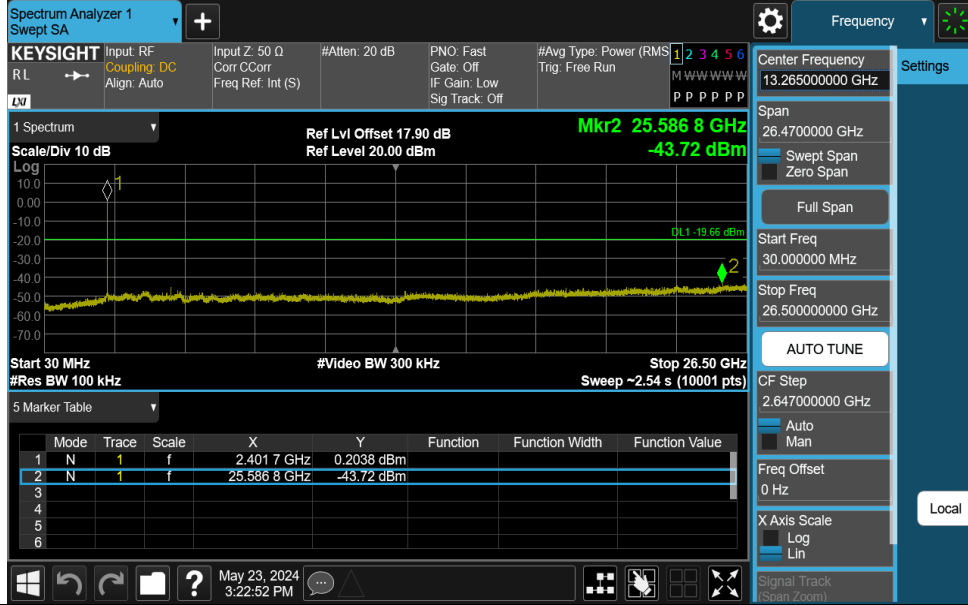 Spectrum Analyzer 1
Swept SA
+
Frequency
KEYSIGHT
R L
LXI
Input: RF
Coupling: DC
Align: Auto
Input Z: 50 Ω
Corr CCorr
Freq Ref: Int (S)
#Atten: 20 dB
PNO: Fast
Gate: Off
IF Gain: Low
Sig Track: Off
#Avg Type: Power (RMS
Trig: Free Run
1 2 3 4 5 6
M W W W W W
P P P P P P
1 Spectrum
Scale/Div 10 dB
Ref Lvl Offset 17.90 dB
Ref Level 20.00 dBm
Mkr2 25.586 8 GHz
-43.72 dBm
Log
10.0
0.00
-10.0
-20.0
-30.0
-40.0
-50.0
-60.0
-70.0
1
DL1 -19.66 dBm
2
Start 30 MHz
#Video BW 300 kHz
Stop 26.50 GHz
#Res BW 100 kHz
Sweep ~2.54 s (10001 pts)
5 Marker Table
Mode Trace Scale X Y Function Function Width Function Value
1 N 1 f 2.401 7 GHz 0.2038 dBm
2 N 1 f 25.586 8 GHz -43.72 dBm
3
4
5
6
?
May 23, 2024
3:22:52 PM
Center Frequency
13.265000000 GHz
Span
26.4700000 GHz
Swept Span
Zero Span
Full Span
Start Freq
30.000000 MHz
Stop Freq
26.500000000 GHz
AUTO TUNE
CF Step
2.647000000 GHz
Auto
Man
Freq Offset
0 Hz
X Axis Scale
Log
Lin
Signal Track
(Span Zoom)
Settings
Local